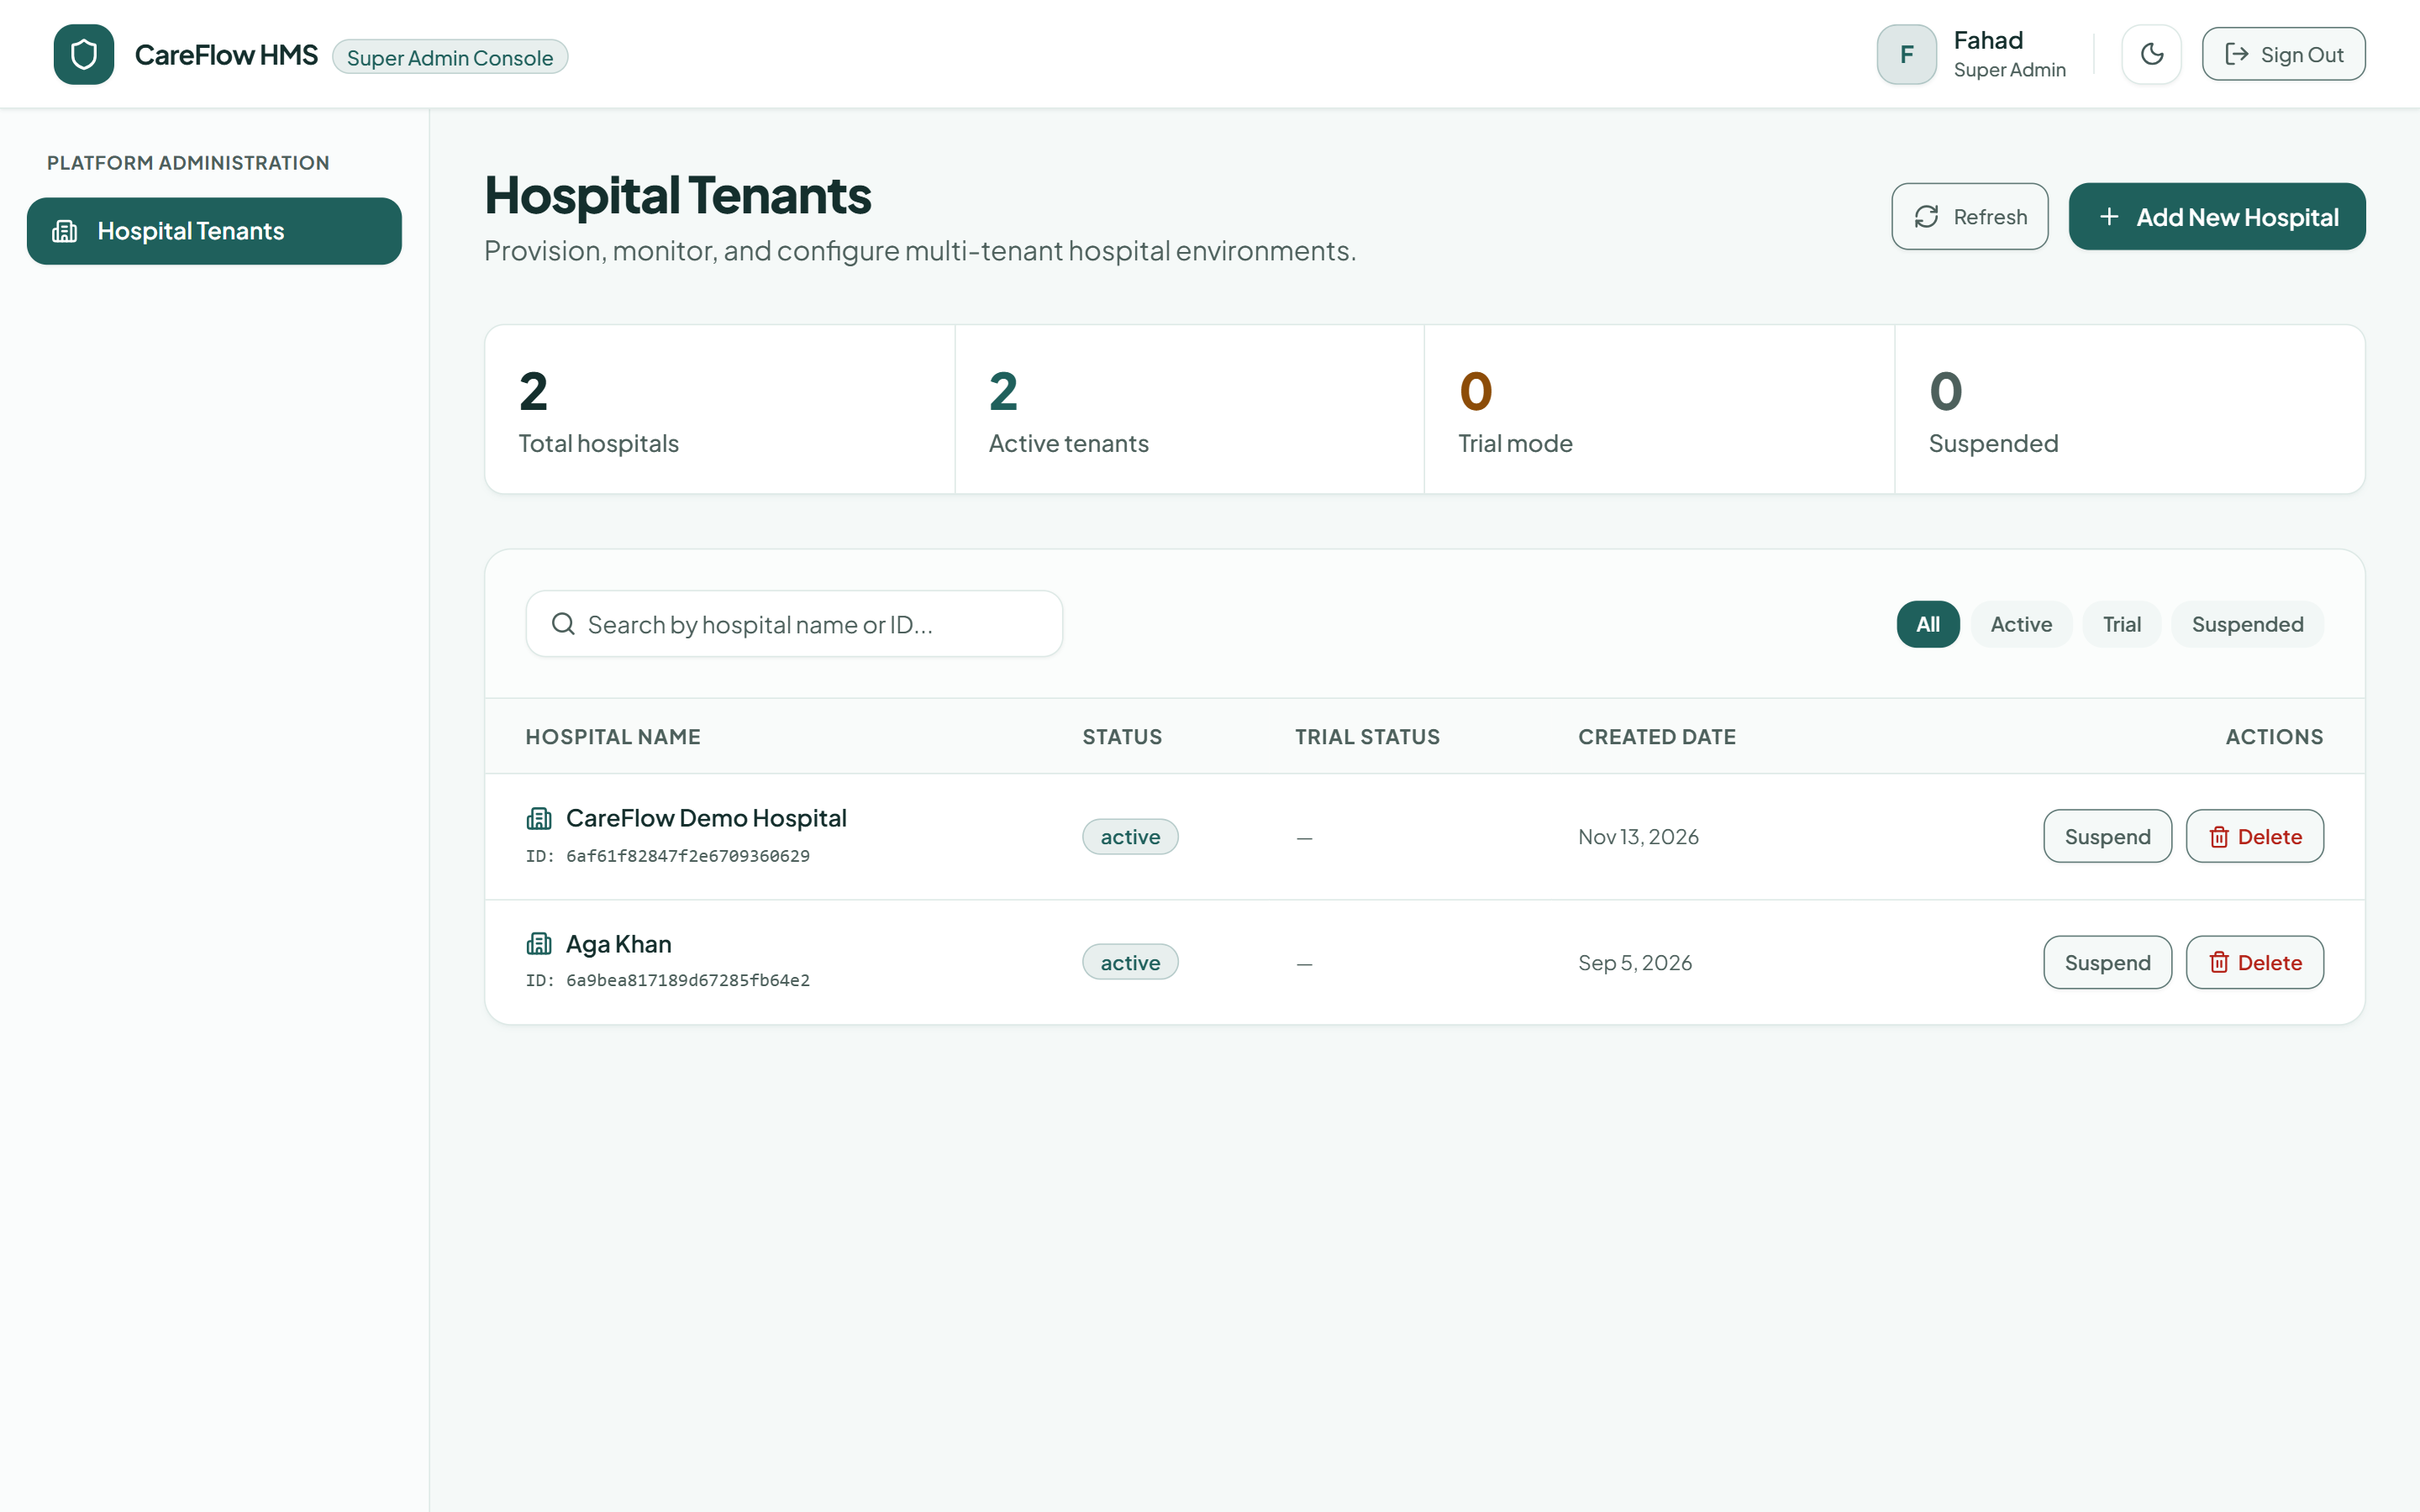 CareFlow HMS Super Admin Console
F Fahad
Super Admin
Sign Out
PLATFORM ADMINISTRATION
Hospital Tenants
Hospital Tenants
Provision, monitor, and configure multi-tenant hospital environments.
Refresh
Add New Hospital
2
Total hospitals
2
Active tenants
0
Trial mode
0
Suspended
Search by hospital name or ID...
All Active Trial Suspended
HOSPITAL NAME STATUS TRIAL STATUS CREATED DATE ACTIONS
CareFlow Demo Hospital
ID: 6af61f82847f2e6709360629
active — Nov 13, 2026 Suspend Delete
Aga Khan
ID: 6a9bea817189d67285fb64e2
active — Sep 5, 2026 Suspend Delete